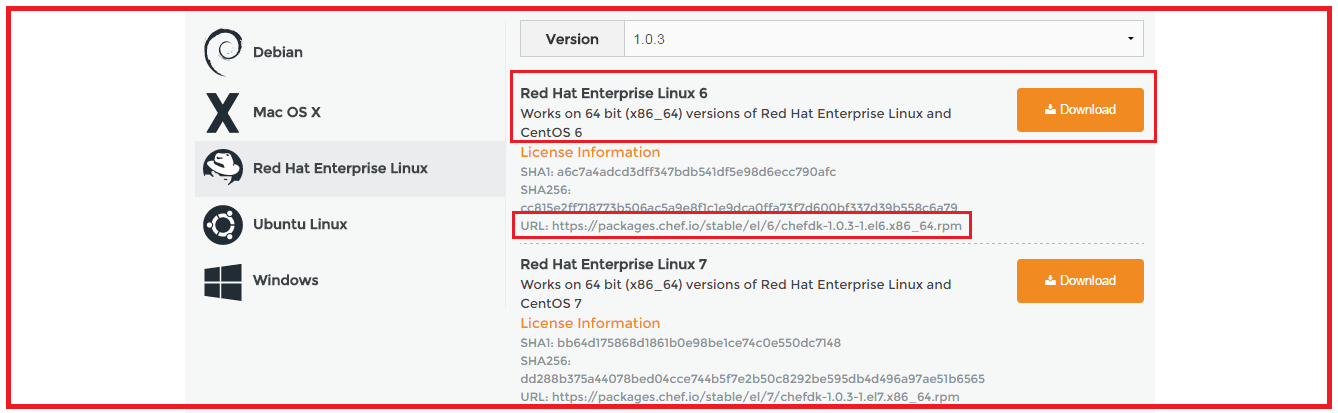 Debian
Mac OS X
Red Hat Enterprise Linux
Ubuntu Linux
Windows
Version
1.0.3
Red Hat Enterprise Linux 6
Works on 64 bit (x86_64) versions of Red Hat Enterprise Linux and
CentOS 6
Download
License Information
SHA1: a6c7a4adcd3dff347bdb541df5e98d6ecc790afc
SHA256:
cc815e2ff718773b506ac5a9e8f1c1e9dca0ffa73f7d600bf337d39b558c6a79
URL: https://packages.chef.io/stable/el/6/chefdk-1.0.3-1.el6.x86_64.rpm
Red Hat Enterprise Linux 7
Works on 64 bit (x86_64) versions of Red Hat Enterprise Linux and
CentOS 7
Download
License Information
SHA1: bb64d175868d1861b0e98be1ce74c0e550dc7148
SHA256:
dd288b375a44078bed04cce744b5f7e2b50c8292be595db4d496a97ae51b6565
URL: https://packages.chef.io/stable/el/7/chefdk-1.0.3-1.el7.x86_64.rpm